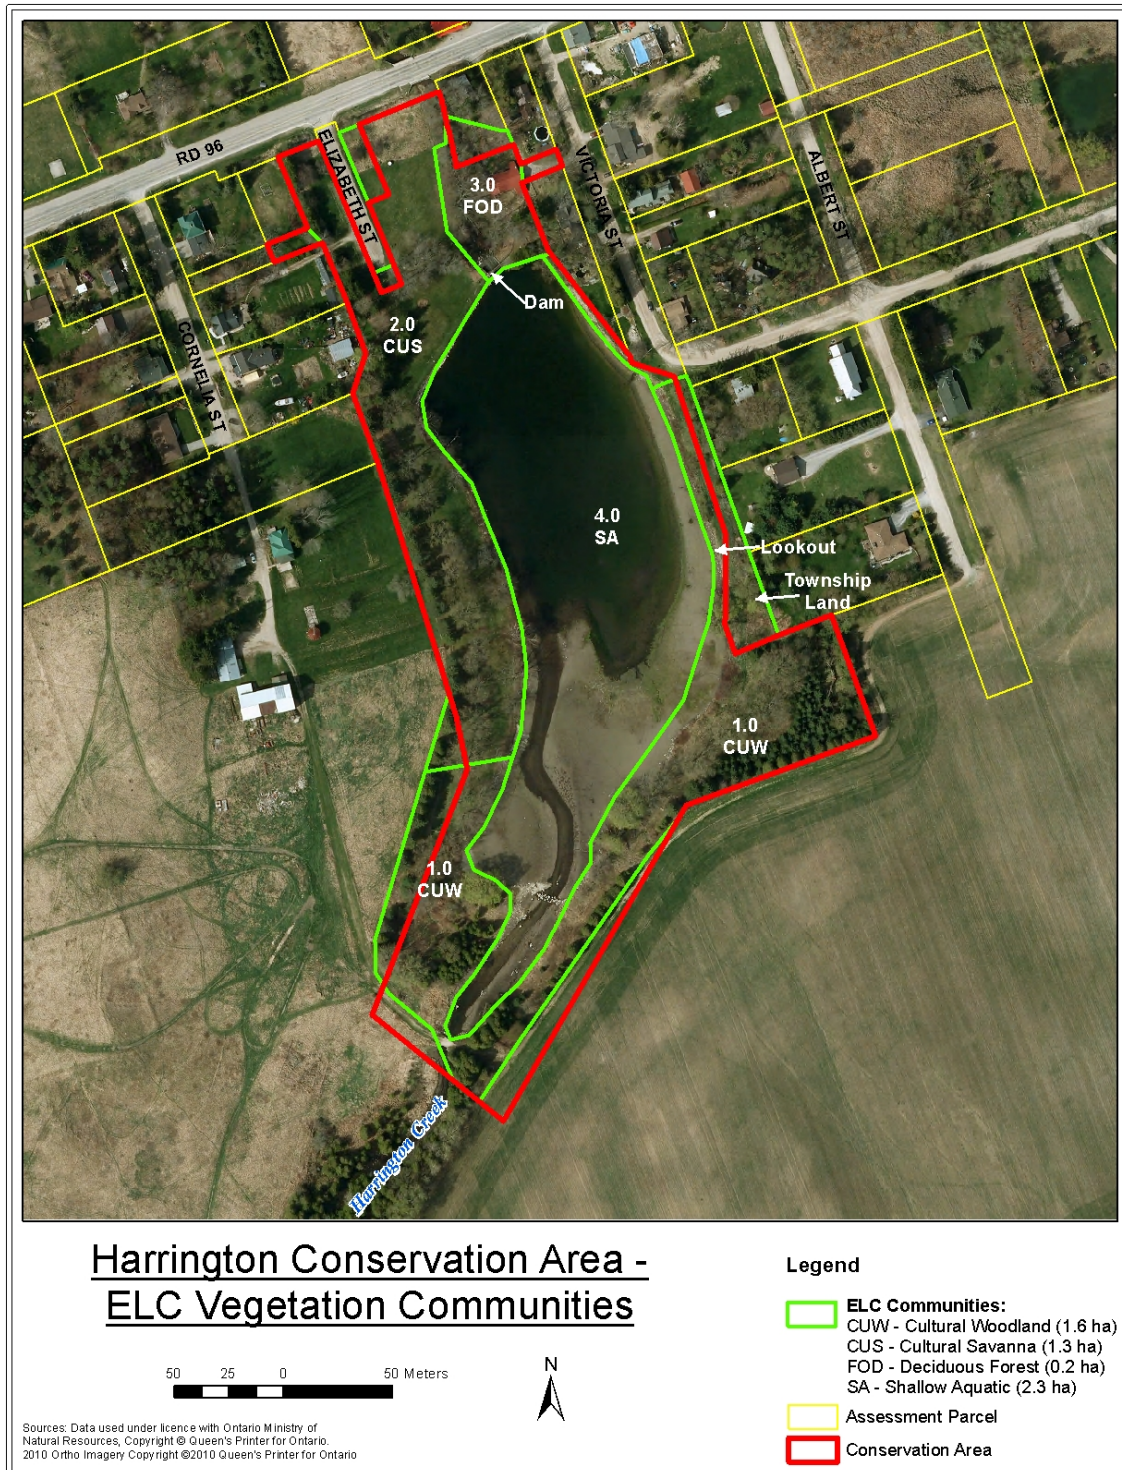 RD 96
ELIZABETH ST
VICTORIA ST
ALBERT ST
CORNELIA ST
3.0
FOD
Dam
2.0
CUS
4.0
SA
Lookout
Township
Land
1.0
CUW
1.0
CUW
Harrington Creek
Harrington Conservation Area -
ELC Vegetation Communities
50 25 0 50 Meters
N
Sources: Data used under licence with Ontario Ministry of
Natural Resources, Copyright © Queen's Printer for Ontario.
2010 Ortho Imagery Copyright ©2010 Queen's Printer for Ontario
Legend
ELC Communities:
CUW - Cultural Woodland (1.6 ha)
CUS - Cultural Savanna (1.3 ha)
FOD - Deciduous Forest (0.2 ha)
SA - Shallow Aquatic (2.3 ha)
Assessment Parcel
Conservation Area